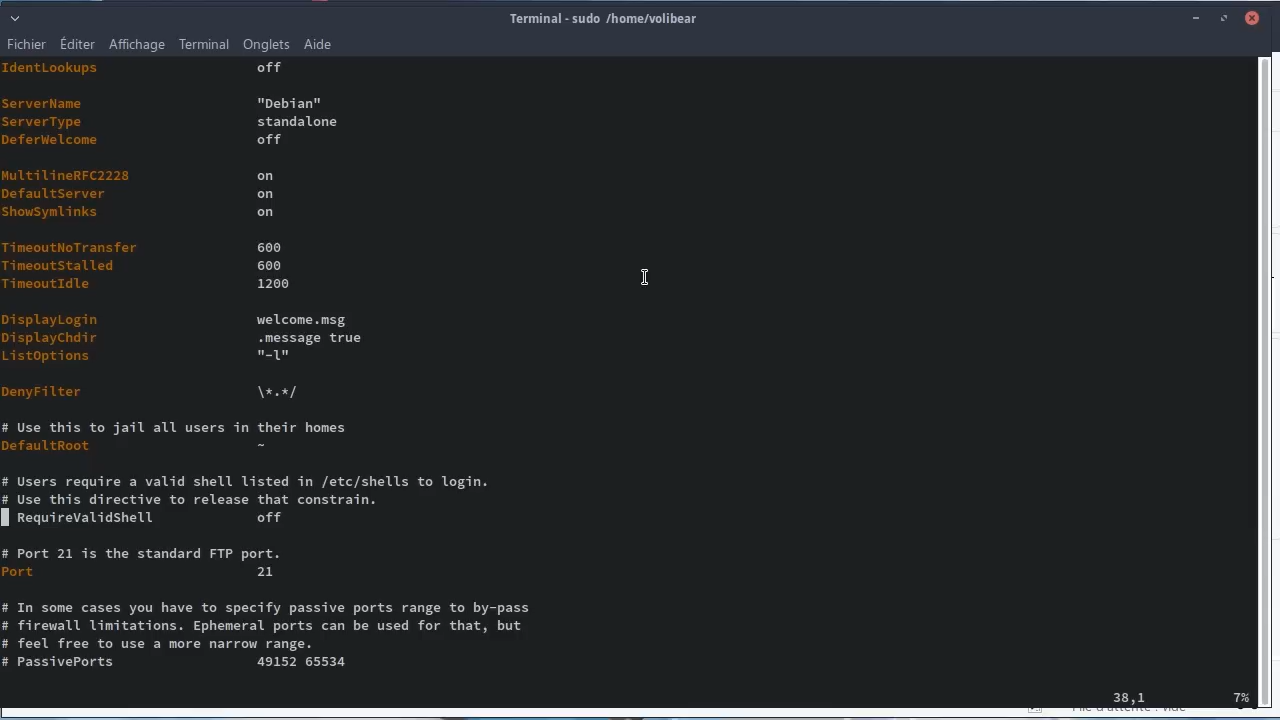 Terminal - sudo /home/volibear
Fichier Éditer Affichage Terminal Onglets Aide
IdentLookups off
ServerName "Debian"
ServerType standalone
DeferWelcome off
MultilineRFC2228 on
DefaultServer on
ShowSymlinks on
TimeoutNoTransfer 600
TimeoutStalled 600
TimeoutIdle 1200
DisplayLogin welcome.msg
DisplayChdir .message true
ListOptions "-l"
DenyFilter \*.*/
# Use this to jail all users in their homes
DefaultRoot ~
# Users require a valid shell listed in /etc/shells to login.
# Use this directive to release that constrain.
RequireValidShell off
# Port 21 is the standard FTP port.
Port 21
# In some cases you have to specify passive ports range to by-pass
# firewall limitations. Ephemeral ports can be used for that, but
# feel free to use a more narrow range.
# PassivePorts 49152 65534
38,1 7%